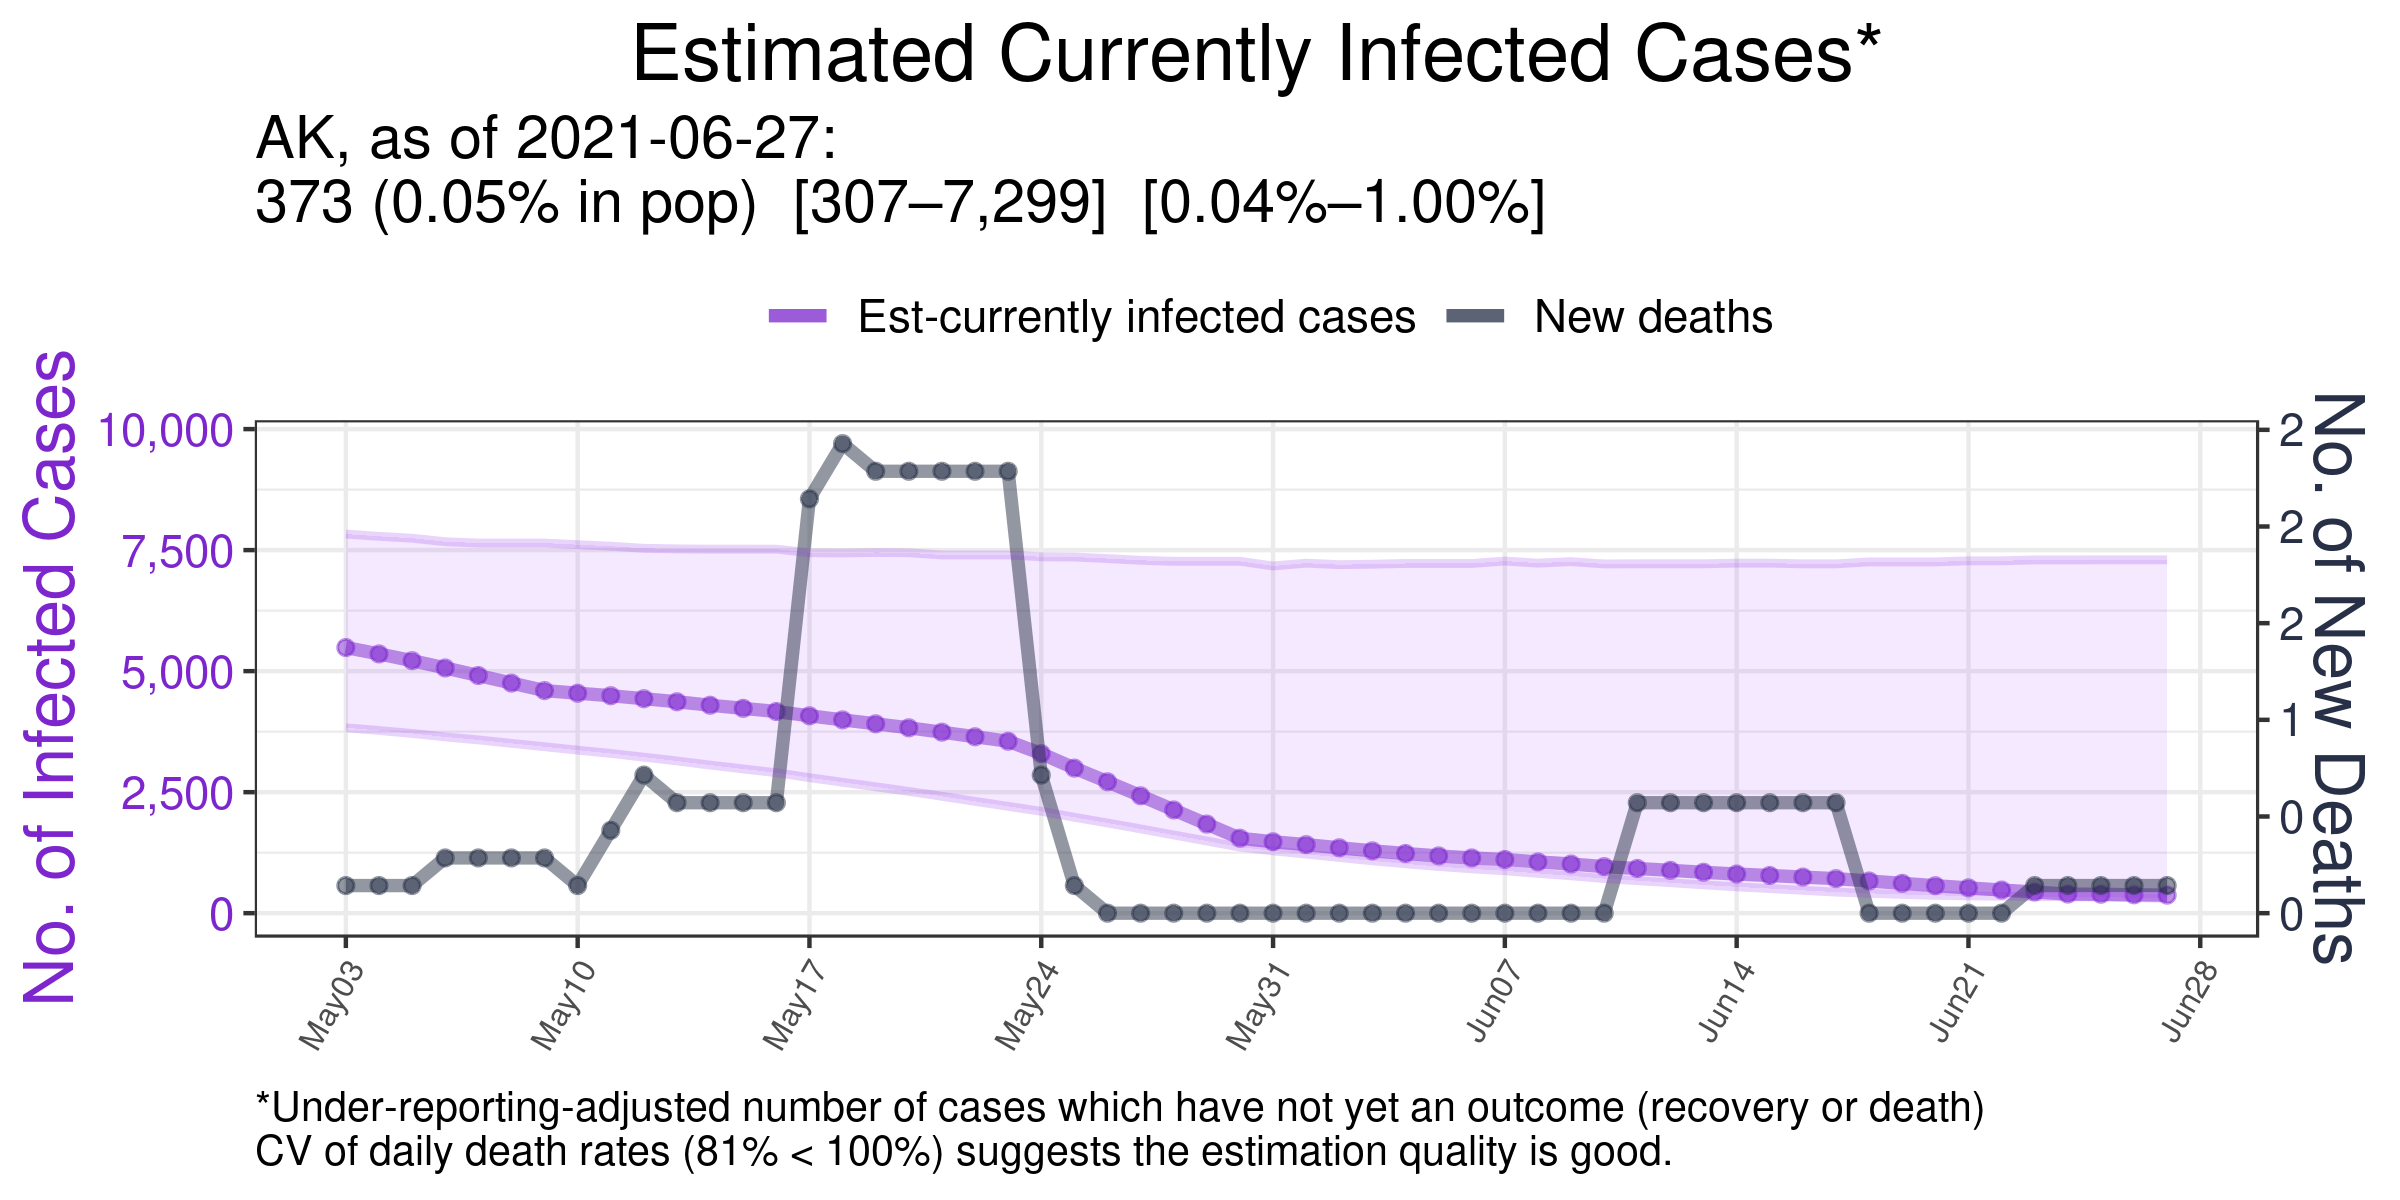 Estimated Currently Infected Cases*
AK, as of 2021-06-27:
373 (0.05% in pop)  [307–7,299]  [0.04%–1.00%]
Est-currently infected cases
New deaths
No. of Infected Cases
10,000
7,500
5,000
2,500
0
2
2
2
1
0
0
No. of New Deaths
May03
May10
May17
May24
May31
Jun07
Jun14
Jun21
Jun28
*Under-reporting-adjusted number of cases which have not yet an outcome (recovery or death)
CV of daily death rates (81% < 100%) suggests the estimation quality is good.